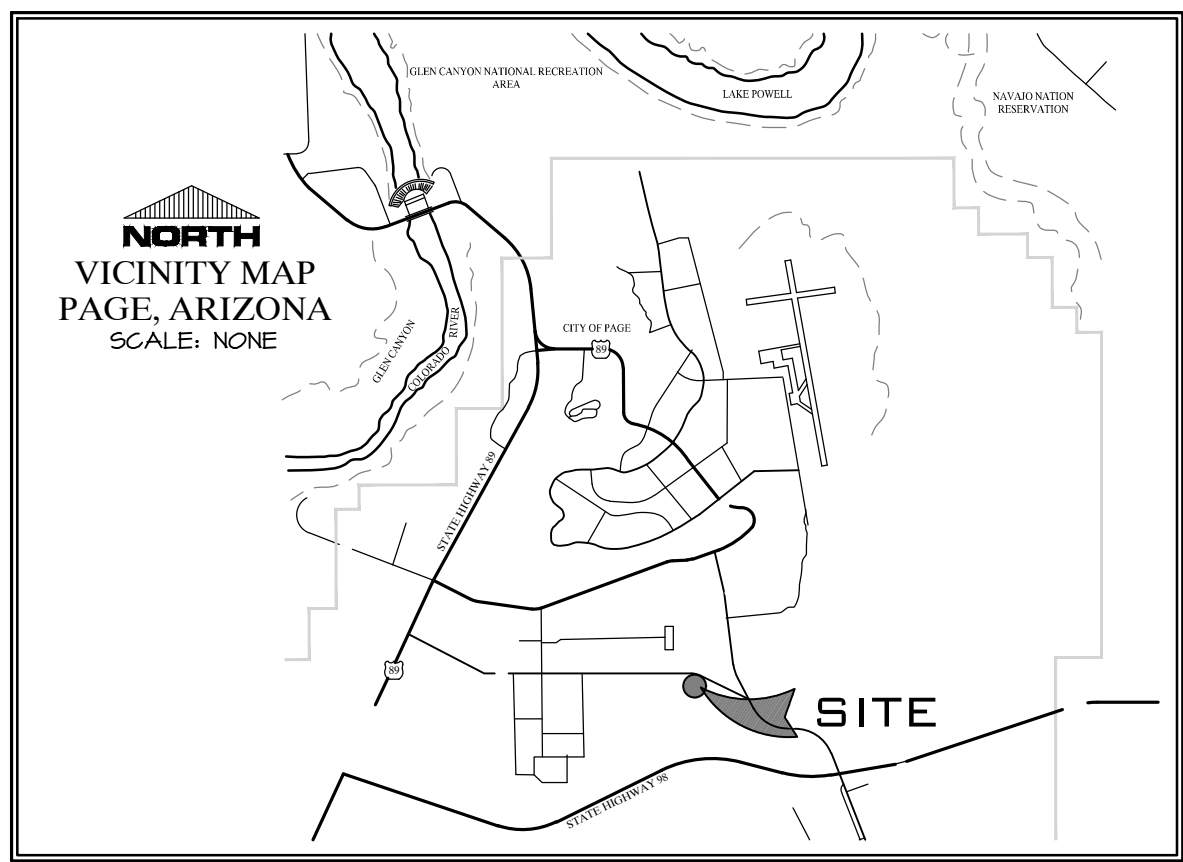 GLEN CANYON NATIONAL RECREATION
AREA
LAKE POWELL
NAVAJO NATION
RESERVATION
NORTH
VICINITY MAP
PAGE, ARIZONA
SCALE: NONE
GLEN CANYON
COLORADO RIVER
CITY OF PAGE
89
STATE HIGHWAY 89
89
SITE
STATE HIGHWAY 98